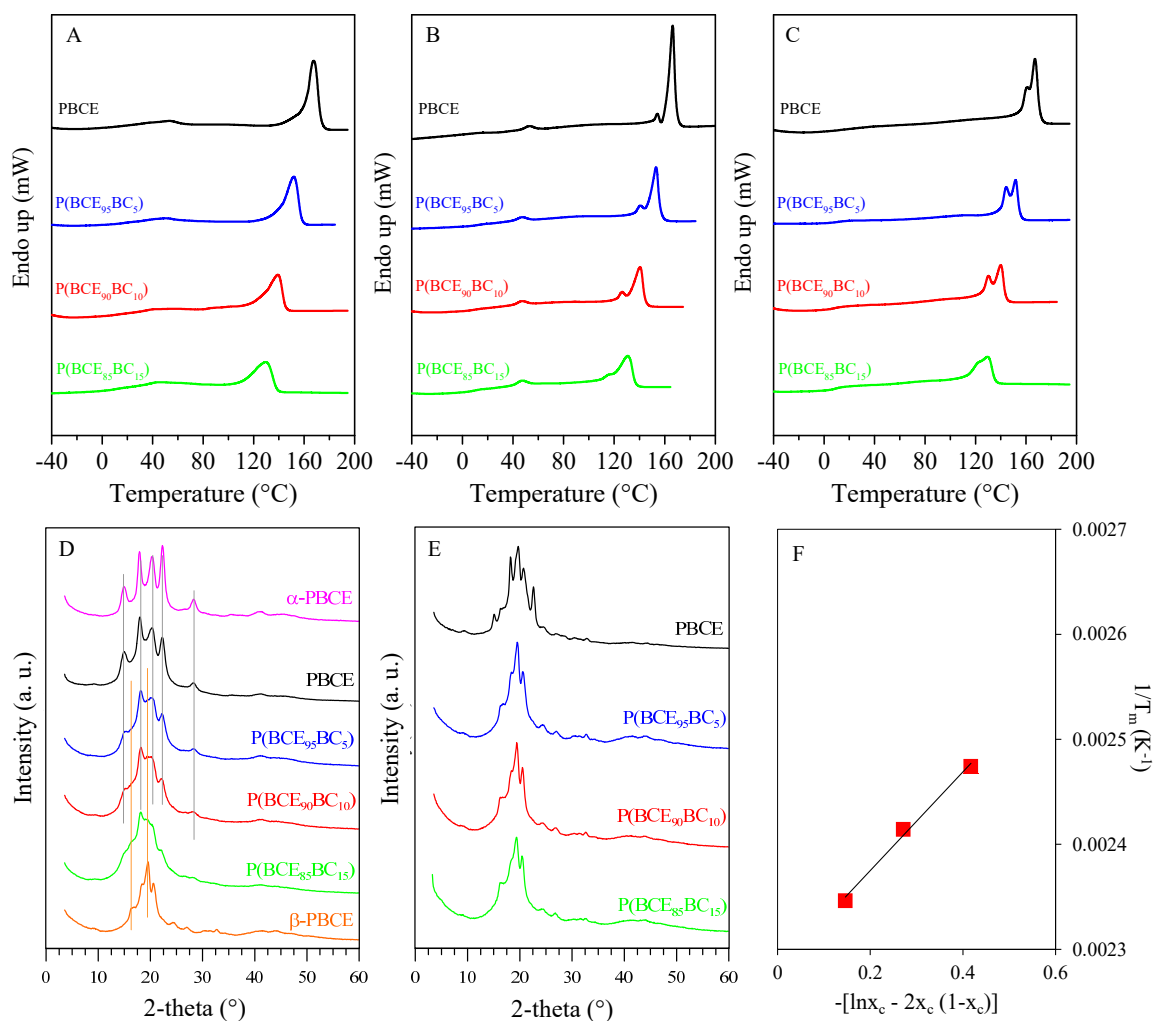 A
PBCE
P(BCE₉₅BC₅)
P(BCE₉₀BC₁₀)
P(BCE₈₅BC₁₅)
Endo up (mW)
-40 0 40 80 120 160 200
Temperature (°C)
B
PBCE
P(BCE₉₅BC₅)
P(BCE₉₀BC₁₀)
P(BCE₈₅BC₁₅)
Endo up (mW)
-40 0 40 80 120 160 200
Temperature (°C)
C
PBCE
P(BCE₉₅BC₅)
P(BCE₉₀BC₁₀)
P(BCE₈₅BC₁₅)
Endo up (mW)
-40 0 40 80 120 160 200
Temperature (°C)
D
α-PBCE
PBCE
P(BCE₉₅BC₅)
P(BCE₉₀BC₁₀)
P(BCE₈₅BC₁₅)
β-PBCE
Intensity (a. u.)
0 10 20 30 40 50 60
2-theta (°)
E
PBCE
P(BCE₉₅BC₅)
P(BCE₉₀BC₁₀)
P(BCE₈₅BC₁₅)
Intensity (a. u.)
0 10 20 30 40 50 60
2-theta (°)
F
0.0027
0.0026
0.0025
0.0024
0.0023
1/Tₘ (K⁻¹)
0 0.2 0.4 0.6
-[lnx꜀ - 2x꜀ (1-x꜀)]